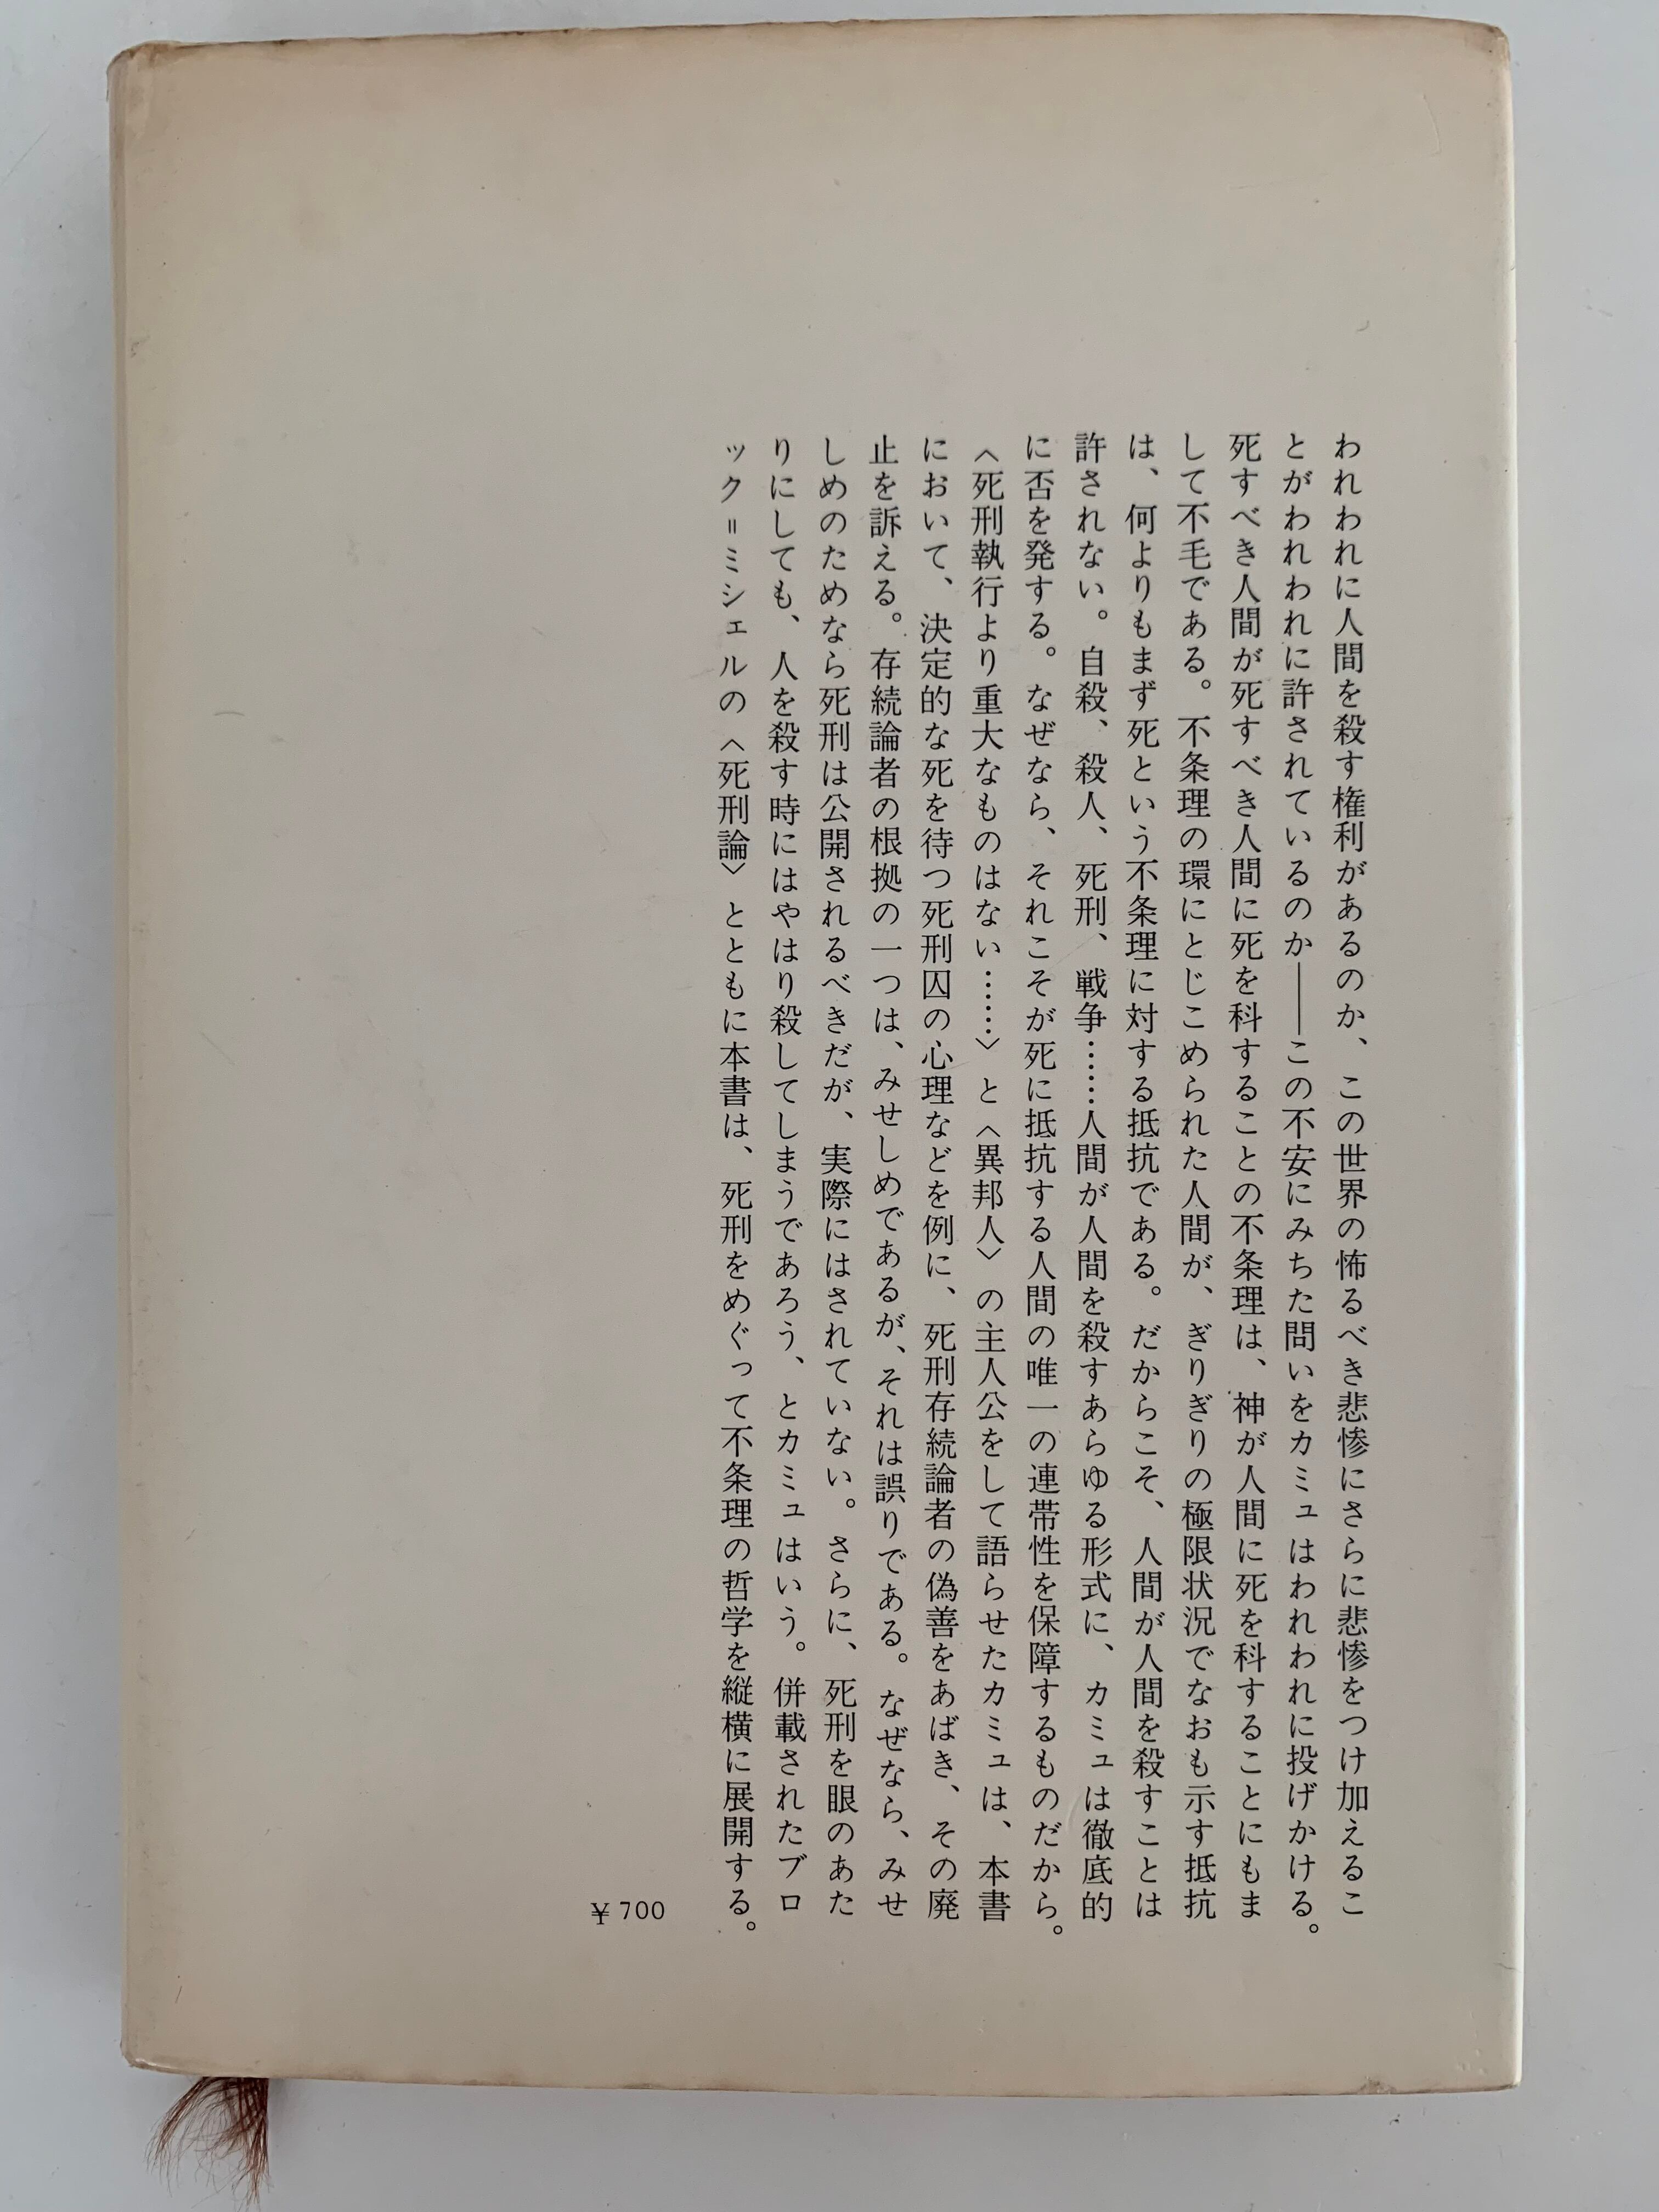 われわれに人間を殺す権利があるのか、この世界の怖るべき悲惨にさらに悲惨をつけ加えるこ
とがわれわれに許されているのか――この不安にみちた問いをカミュはわれわれに投げかける。
死すべき人間が死すべき人間に死を科することの不条理は、神が人間に死を科することにもま
して不毛である。不条理の環にとじこめられた人間が、ぎりぎりの極限状況でなおも示す抵抗
は、何よりもまず死という不条理に対する抵抗である。だからこそ、人間が人間を殺すことは
許されない。自殺、殺人、死刑、戦争……人間が人間を殺すあらゆる形式に、カミュは徹底的
に否を発する。なぜなら、それこそが死に抵抗する人間の唯一の連帯性を保障するものだから。
〈死刑執行より重大なものはない……〉と〈異邦人〉の主人公をして語らせたカミュは、本書
において、決定的な死を待つ死刑囚の心理などを例に、死刑存続論者の偽善をあばき、その廃
止を訴える。存続論者の根拠の一つは、みせしめであるが、それは誤りである。なぜなら、みせ
しめのためなら死刑は公開されるべきだが、実際にはされていない。さらに、死刑を眼のあた
りにしても、人を殺す時にはやはり殺してしまうであろう、とカミュはいう。併載されたブロ
ック＝ミシェルの〈死刑論〉とともに本書は、死刑をめぐって不条理の哲学を縦横に展開する。
￥700